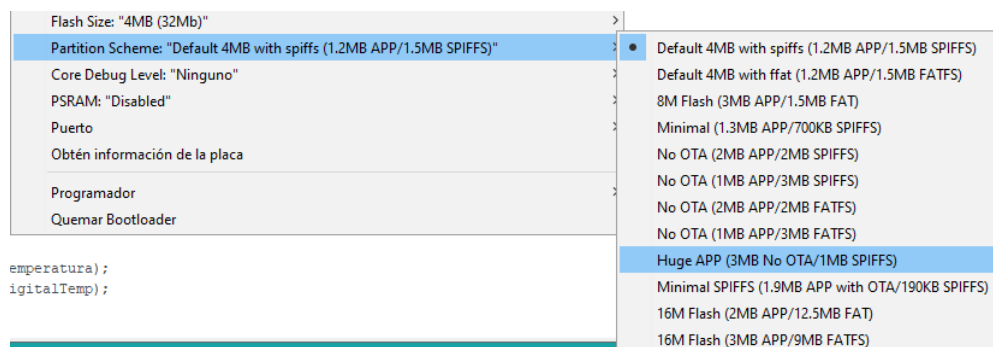 Flash Size: "4MB (32Mb)"
Partition Scheme: "Default 4MB with spiffs (1.2MB APP/1.5MB SPIFFS)"
Core Debug Level: "Ninguno"
PSRAM: "Disabled"
Puerto
Obtén información de la placa
Programador
Quemar Bootloader
emperatura);
igitalTemp);
Default 4MB with spiffs (1.2MB APP/1.5MB SPIFFS)
Default 4MB with ffat (1.2MB APP/1.5MB FATFS)
8M Flash (3MB APP/1.5MB FAT)
Minimal (1.3MB APP/700KB SPIFFS)
No OTA (2MB APP/2MB SPIFFS)
No OTA (1MB APP/3MB SPIFFS)
No OTA (2MB APP/2MB FATFS)
No OTA (1MB APP/3MB FATFS)
Huge APP (3MB No OTA/1MB SPIFFS)
Minimal SPIFFS (1.9MB APP with OTA/190KB SPIFFS)
16M Flash (2MB APP/12.5MB FAT)
16M Flash (3MB APP/9MB FATFS)